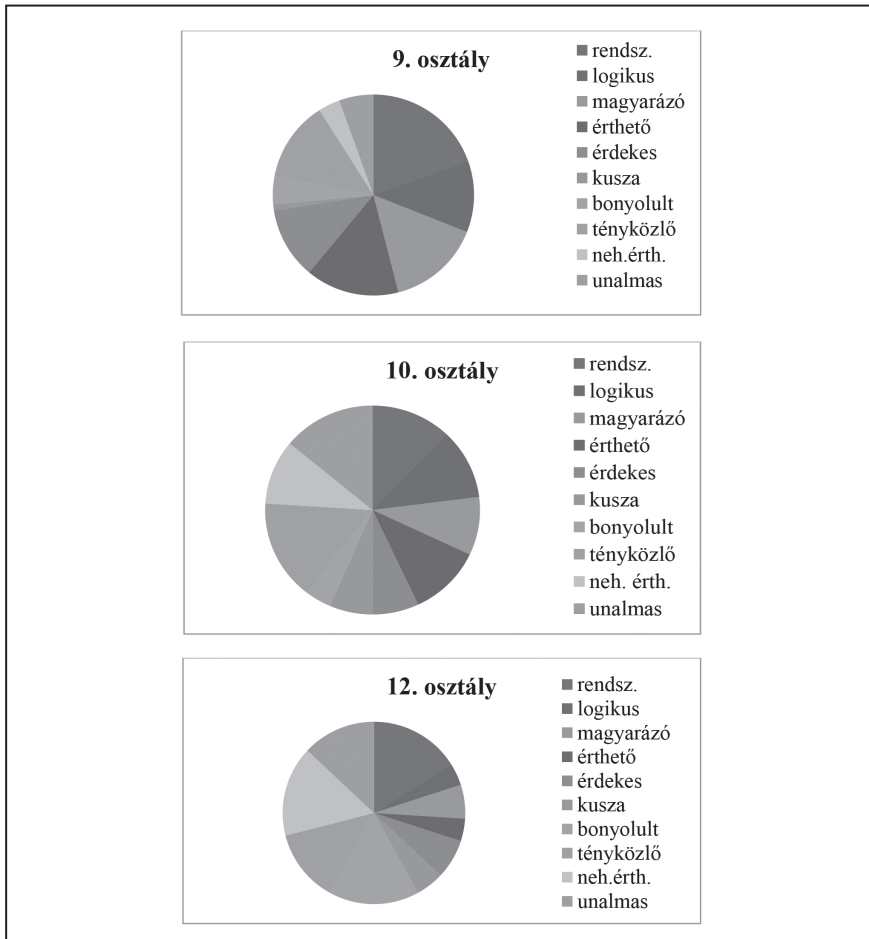 9. osztály
rendsz.
logikus
magyarázó
érthető
érdekes
kusza
bonyolult
tényközlő
neh.érth.
unalmas
10. osztály
rendsz.
logikus
magyarázó
érthető
érdekes
kusza
bonyolult
tényközlő
neh. érth.
unalmas
12. osztály
rendsz.
logikus
magyarázó
érthető
érdekes
kusza
bonyolult
tényközlő
neh.érth.
unalmas